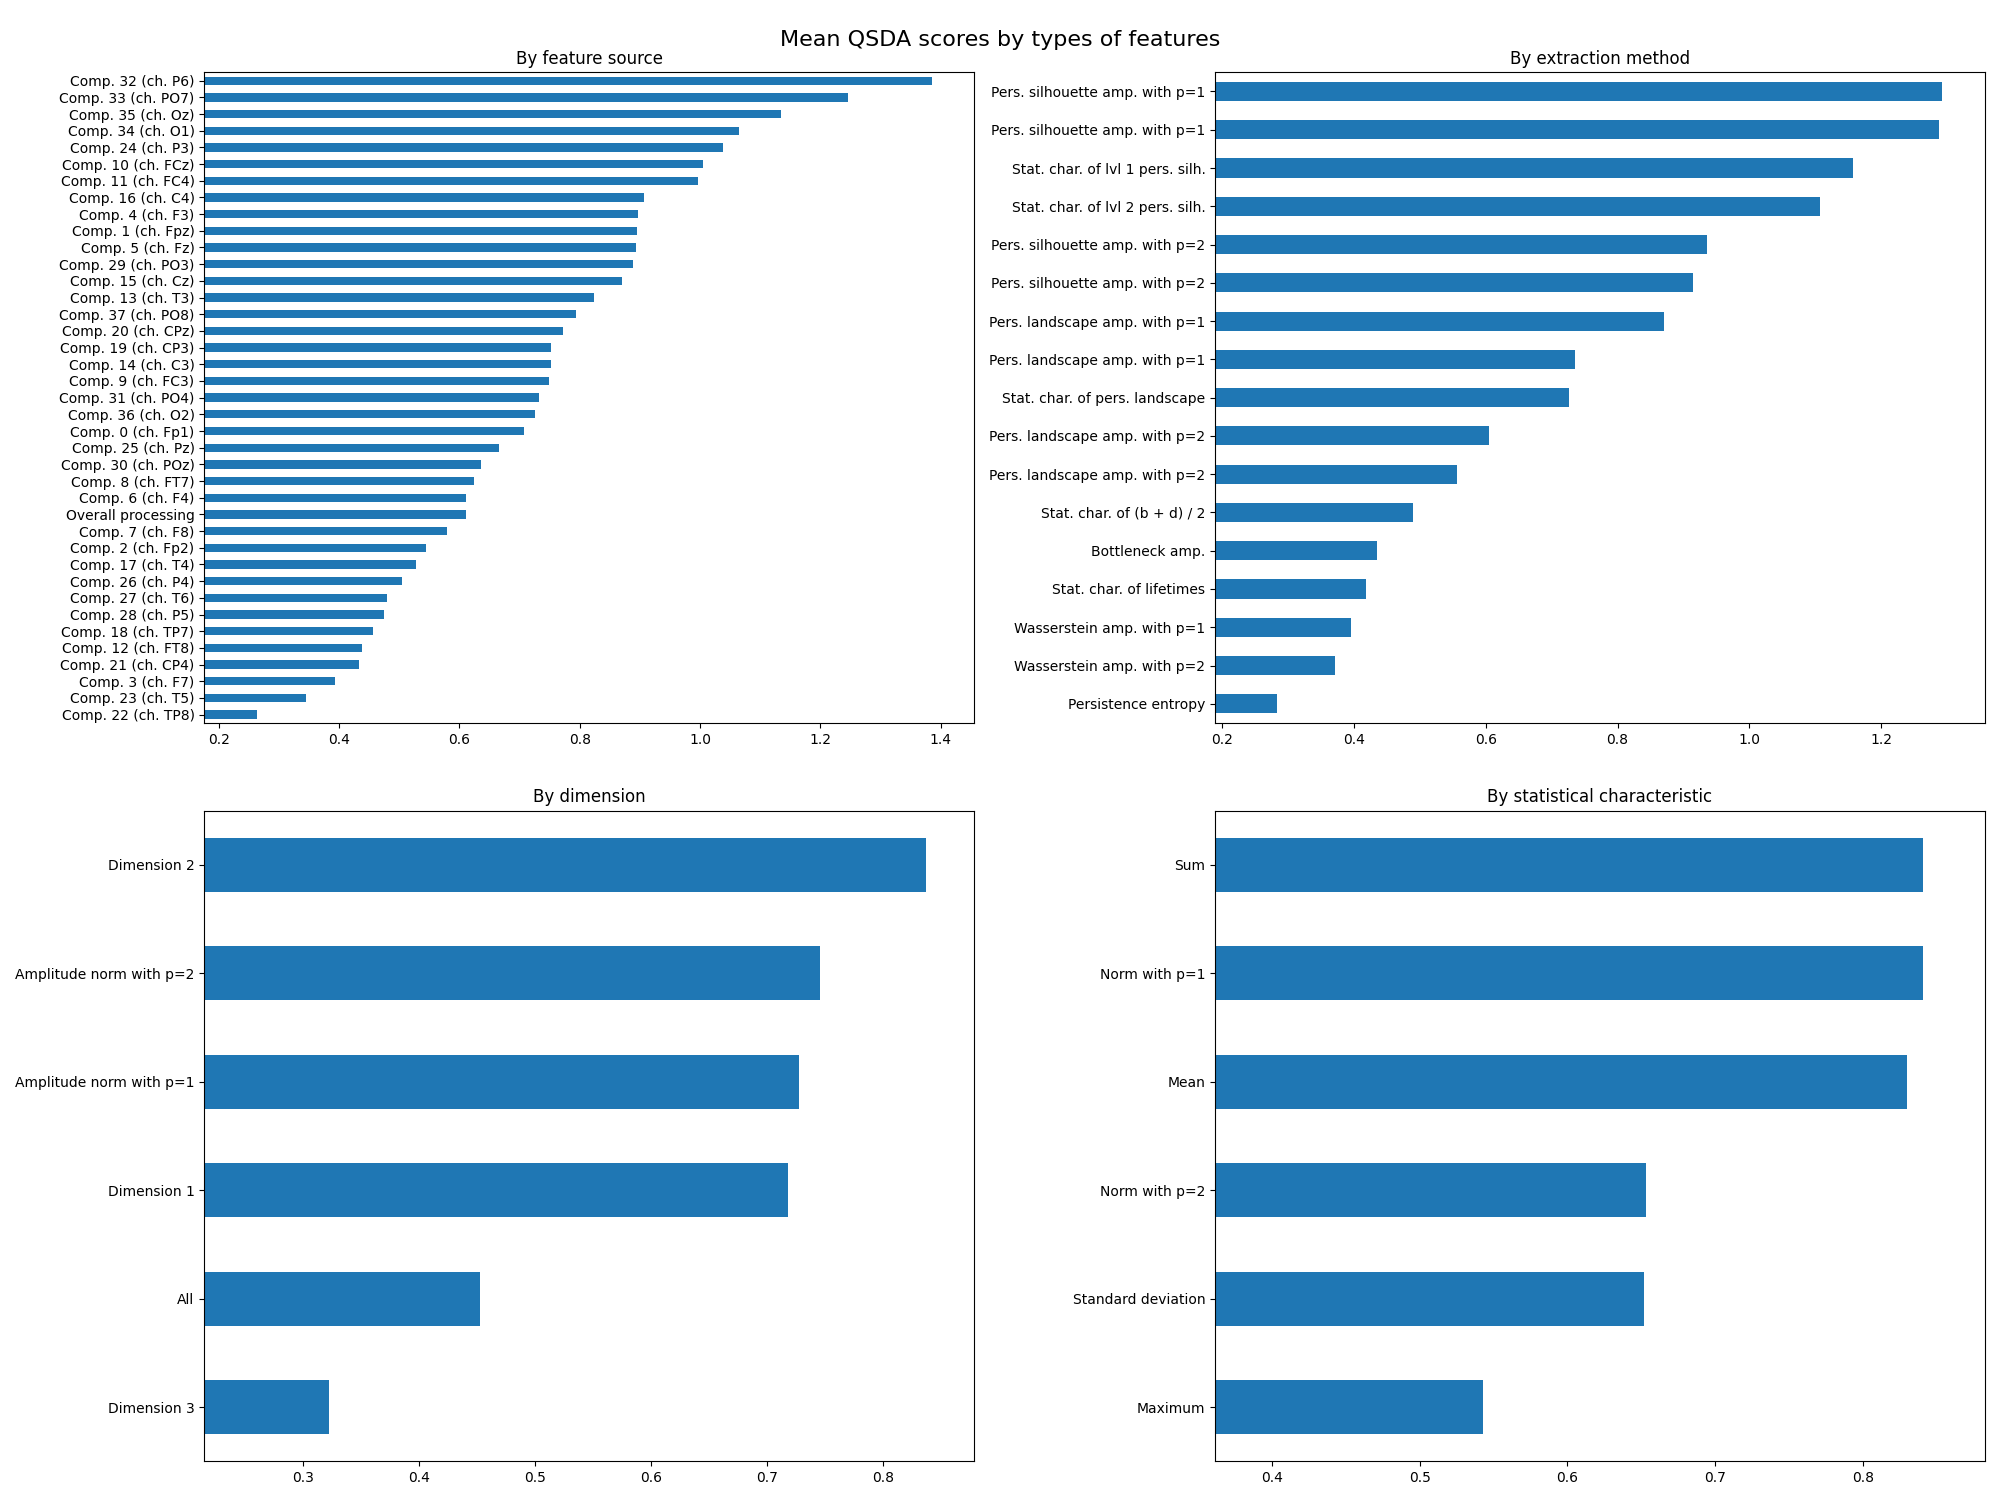 Mean QSDA scores by types of features
By feature source
Comp. 32 (ch. P6)
Comp. 33 (ch. PO7)
Comp. 35 (ch. Oz)
Comp. 34 (ch. O1)
Comp. 24 (ch. P3)
Comp. 10 (ch. FCz)
Comp. 11 (ch. FC4)
Comp. 16 (ch. C4)
Comp. 4 (ch. F3)
Comp. 1 (ch. Fpz)
Comp. 5 (ch. Fz)
Comp. 29 (ch. PO3)
Comp. 15 (ch. Cz)
Comp. 13 (ch. T3)
Comp. 37 (ch. PO8)
Comp. 20 (ch. CPz)
Comp. 19 (ch. CP3)
Comp. 14 (ch. C3)
Comp. 9 (ch. FC3)
Comp. 31 (ch. PO4)
Comp. 36 (ch. O2)
Comp. 0 (ch. Fp1)
Comp. 25 (ch. Pz)
Comp. 30 (ch. POz)
Comp. 8 (ch. FT7)
Comp. 6 (ch. F4)
Overall processing
Comp. 7 (ch. F8)
Comp. 2 (ch. Fp2)
Comp. 17 (ch. T4)
Comp. 26 (ch. P4)
Comp. 27 (ch. T6)
Comp. 28 (ch. P5)
Comp. 18 (ch. TP7)
Comp. 12 (ch. FT8)
Comp. 21 (ch. CP4)
Comp. 3 (ch. F7)
Comp. 23 (ch. T5)
Comp. 22 (ch. TP8)
0.2 0.4 0.6 0.8 1.0 1.2 1.4
By extraction method
Pers. silhouette amp. with p=1
Pers. silhouette amp. with p=1
Stat. char. of lvl 1 pers. silh.
Stat. char. of lvl 2 pers. silh.
Pers. silhouette amp. with p=2
Pers. silhouette amp. with p=2
Pers. landscape amp. with p=1
Pers. landscape amp. with p=1
Stat. char. of pers. landscape
Pers. landscape amp. with p=2
Pers. landscape amp. with p=2
Stat. char. of (b + d) / 2
Bottleneck amp.
Stat. char. of lifetimes
Wasserstein amp. with p=1
Wasserstein amp. with p=2
Persistence entropy
0.2 0.4 0.6 0.8 1.0 1.2
By dimension
Dimension 2
Amplitude norm with p=2
Amplitude norm with p=1
Dimension 1
All
Dimension 3
0.3 0.4 0.5 0.6 0.7 0.8
By statistical characteristic
Sum
Norm with p=1
Mean
Norm with p=2
Standard deviation
Maximum
0.4 0.5 0.6 0.7 0.8